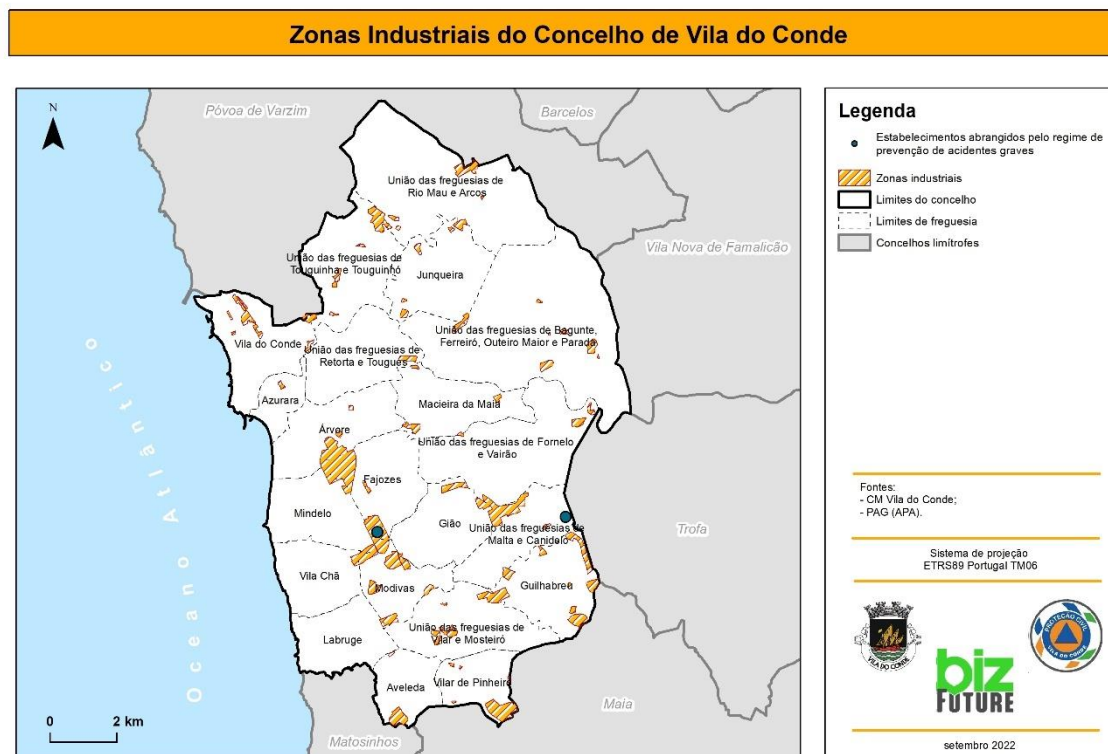 Zonas Industriais do Concelho de Vila do Conde
N
Póvoa de Varzim
Barcelos
União das freguesias de
Rio Mau e Arcos
Vila Nova de Famalicão
União das freguesias de
Touguinha e Touguinhó
Junqueira
União das freguesias de Bagunte,
Ferreiró, Outeiro Maior e Parada
Vila do Conde
União das freguesias de
Retorta e Tougues
Azurara
Macieira da Maia
Árvore
União das freguesias de Fornelo
e Vairão
Fajozes
Mindelo
Gião
União das freguesias de
Malta e Canidelo
Trofa
Vila Chã
Modivas
Guilhabreu
Labruge
União das freguesias de
Vilar e Mosteiró
Aveleda
Vilar de Pinheiro
Maia
Matosinhos
Oceano Atlântico
0 2 km
Legenda
Estabelecimentos abrangidos pelo regime de
prevenção de acidentes graves
Zonas industriais
Limites do concelho
Limites de freguesia
Concelhos limítrofes
Fontes:
- CM Vila do Conde;
- PAG (APA).
Sistema de projeção
ETRS89 Portugal TM06
VILA DO CONDE
PROTEÇÃO CIVIL
VILA DO CONDE
biz
FUTURE
setembro 2022